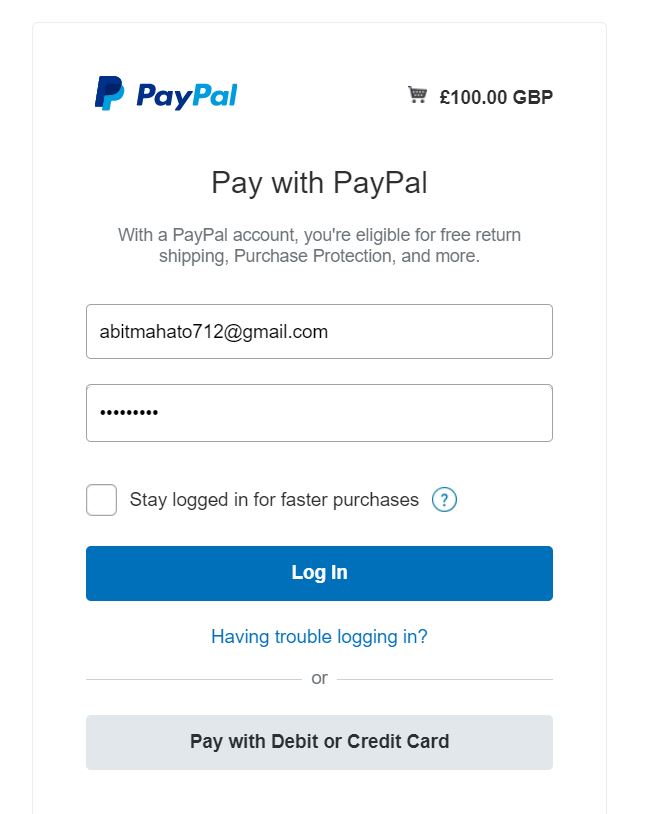 PayPal
£100.00 GBP
Pay with PayPal
With a PayPal account, you're eligible for free return
shipping, Purchase Protection, and more.
abitmahato712@gmail.com
•••••••••
Stay logged in for faster purchases ?
Log In
Having trouble logging in?
or
Pay with Debit or Credit Card